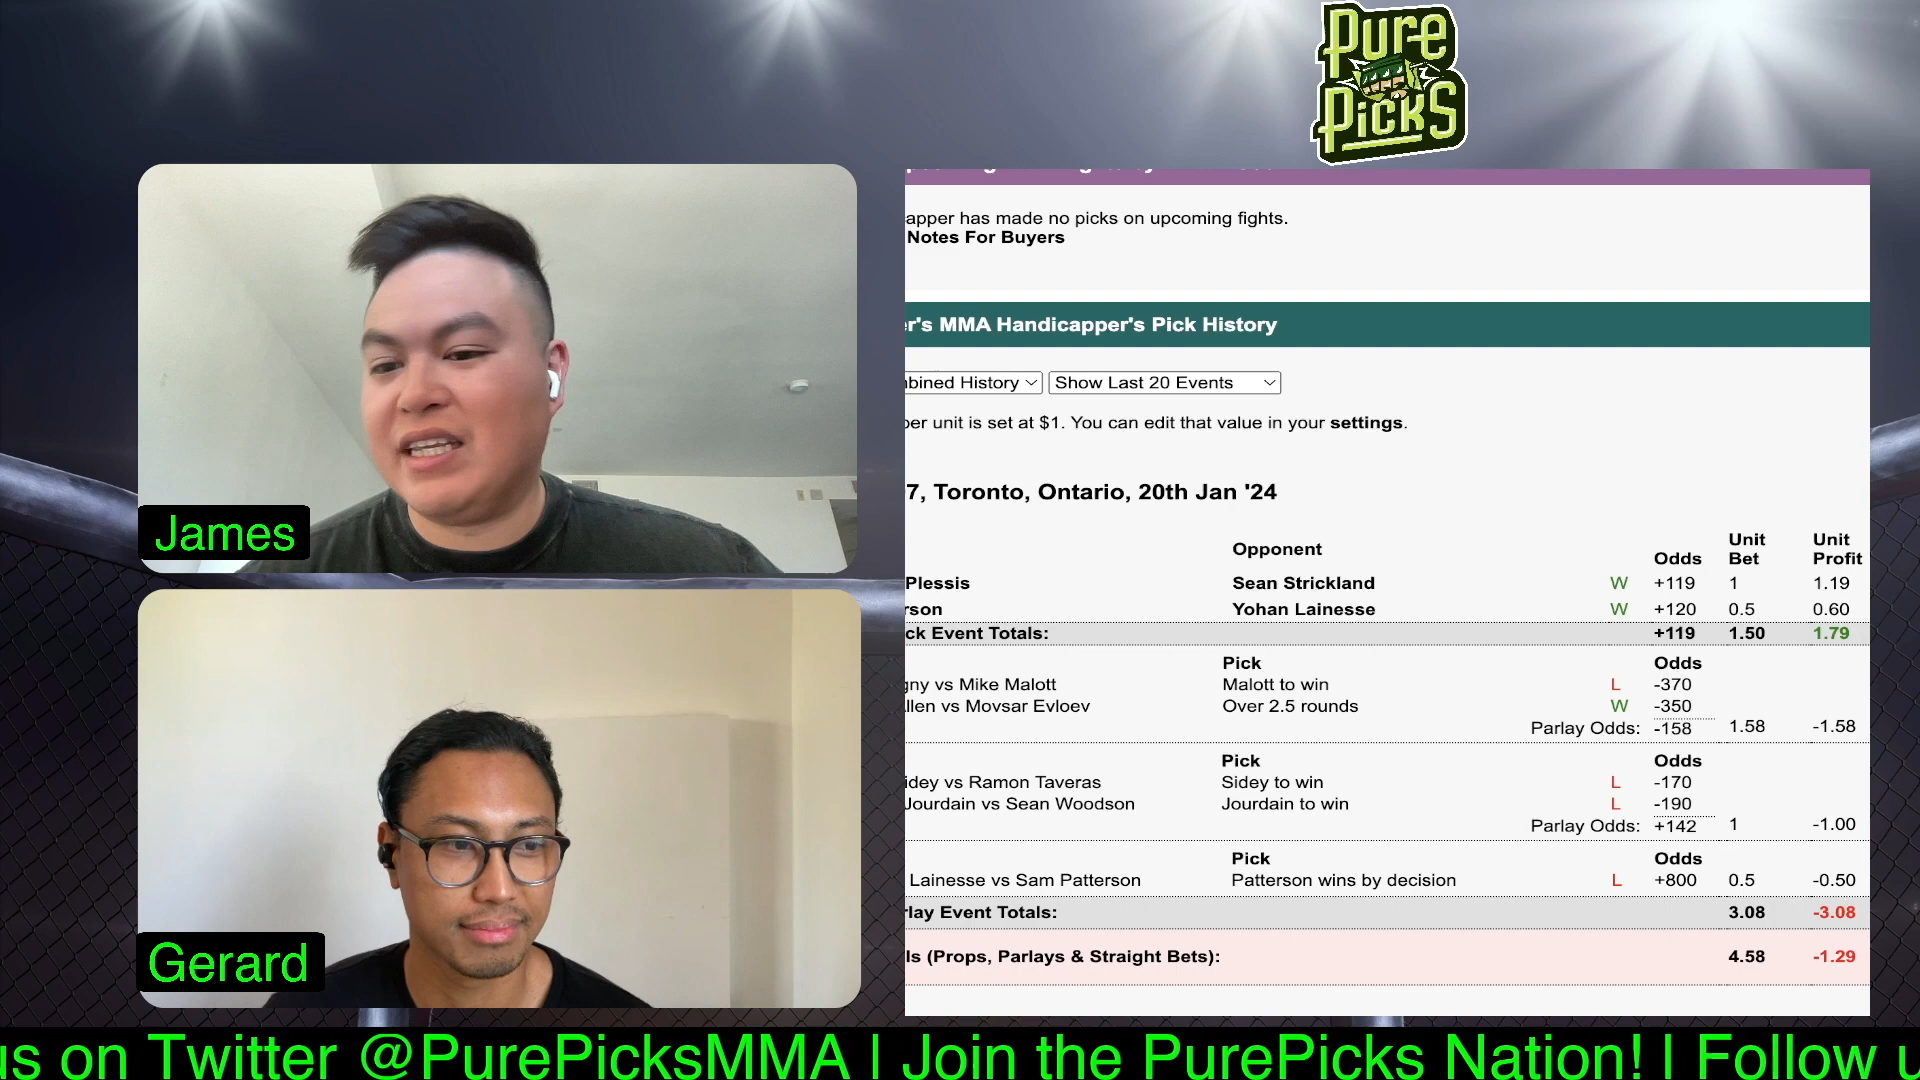 Pure
Picks
apper has made no picks on upcoming fights.
Notes For Buyers
er's MMA Handicapper's Pick History
nbined History
Show Last 20 Events
per unit is set at $1. You can edit that value in your settings.
7, Toronto, Ontario, 20th Jan '24
Opponent Odds Unit Bet Unit Profit
Plessis Sean Strickland W +119 1 1.19
rson Yohan Lainesse W +120 0.5 0.60
ck Event Totals: +119 1.50 1.79
Pick Odds
gny vs Mike Malott Malott to win L -370
llen vs Movsar Evloev Over 2.5 rounds W -350
Parlay Odds: -158 1.58 -1.58
Pick Odds
idey vs Ramon Taveras Sidey to win L -170
Jourdain vs Sean Woodson Jourdain to win L -190
Parlay Odds: +142 1 -1.00
Pick Odds
Lainesse vs Sam Patterson Patterson wins by decision L +800 0.5 -0.50
rlay Event Totals: 3.08 -3.08
ls (Props, Parlays & Straight Bets): 4.58 -1.29
James
Gerard
us on Twitter @PurePicksMMA | Join the PurePicks Nation! | Follow u